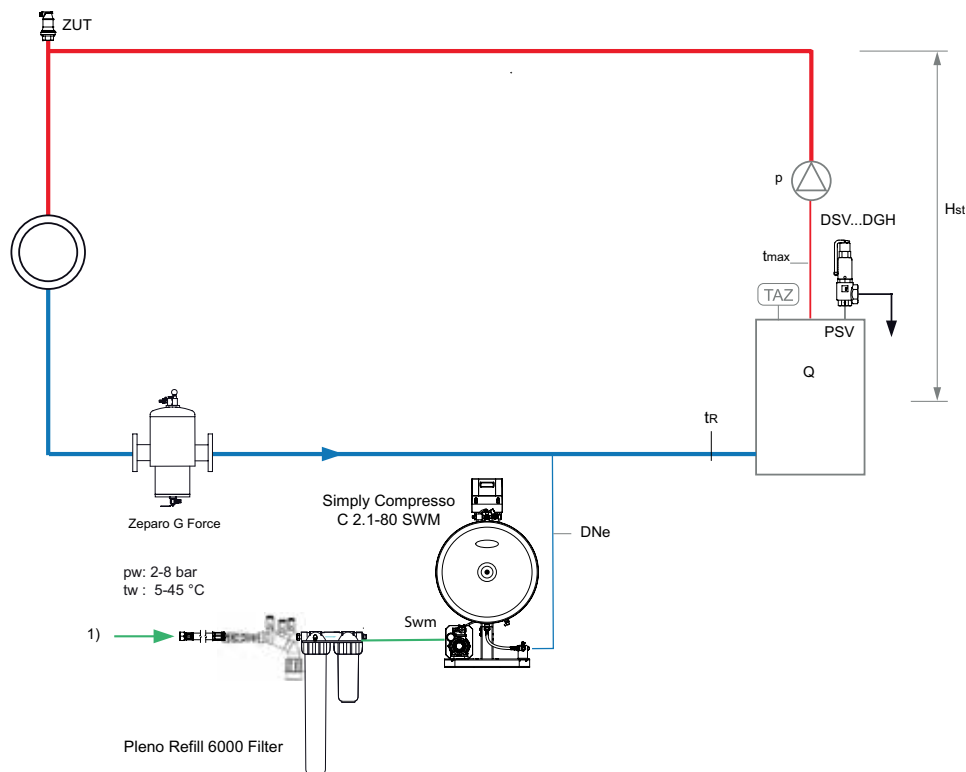 ZUT
p
Hst
DSV...DGH
tmax
TAZ
PSV
Q
tR
Simply Compresso
C 2.1-80 SWM
Zeparo G Force
DNe
pw: 2-8 bar
tw : 5-45 °C
Swm
1)
Pleno Refill 6000 Filter